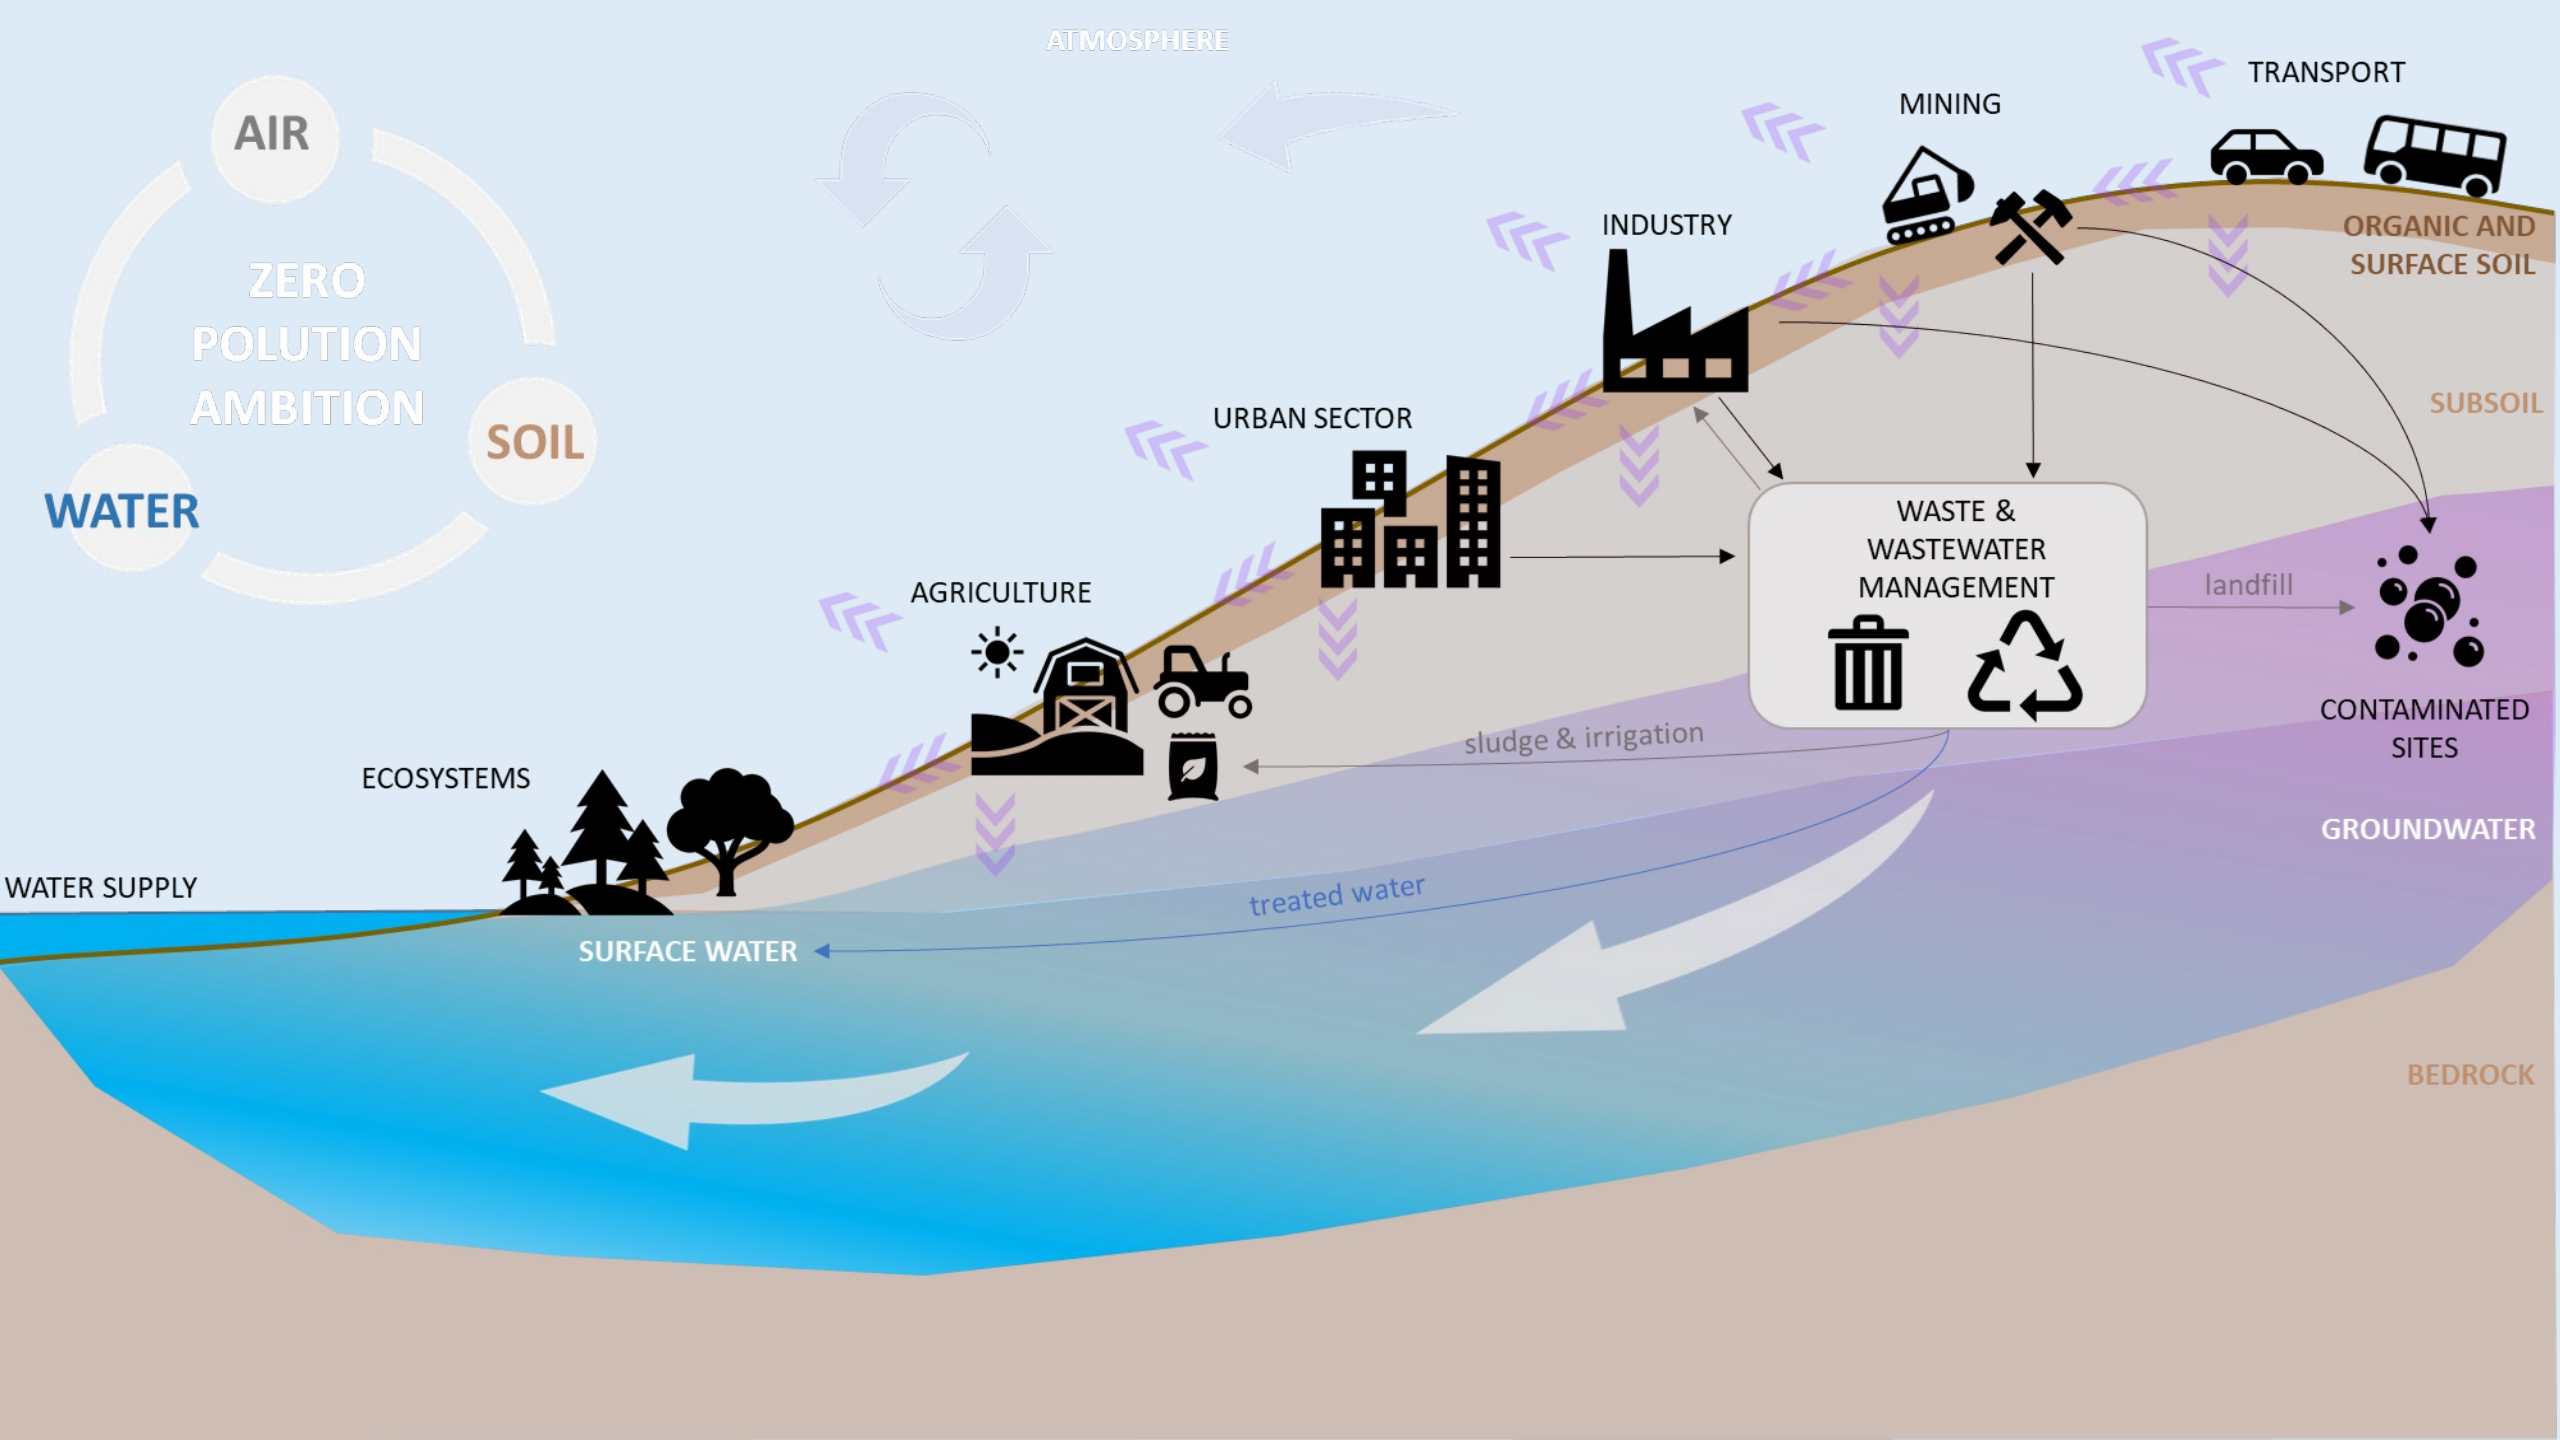 ATMOSPHERE
TRANSPORT
MINING
AIR
INDUSTRY
ORGANIC AND
SURFACE SOIL
ZERO
POLUTION
AMBITION
SUBSOIL
URBAN SECTOR
SOIL
WATER
WASTE &
WASTEWATER
MANAGEMENT
landfill
AGRICULTURE
CONTAMINATED
SITES
sludge & irrigation
ECOSYSTEMS
GROUNDWATER
WATER SUPPLY
treated water
SURFACE WATER
BEDROCK